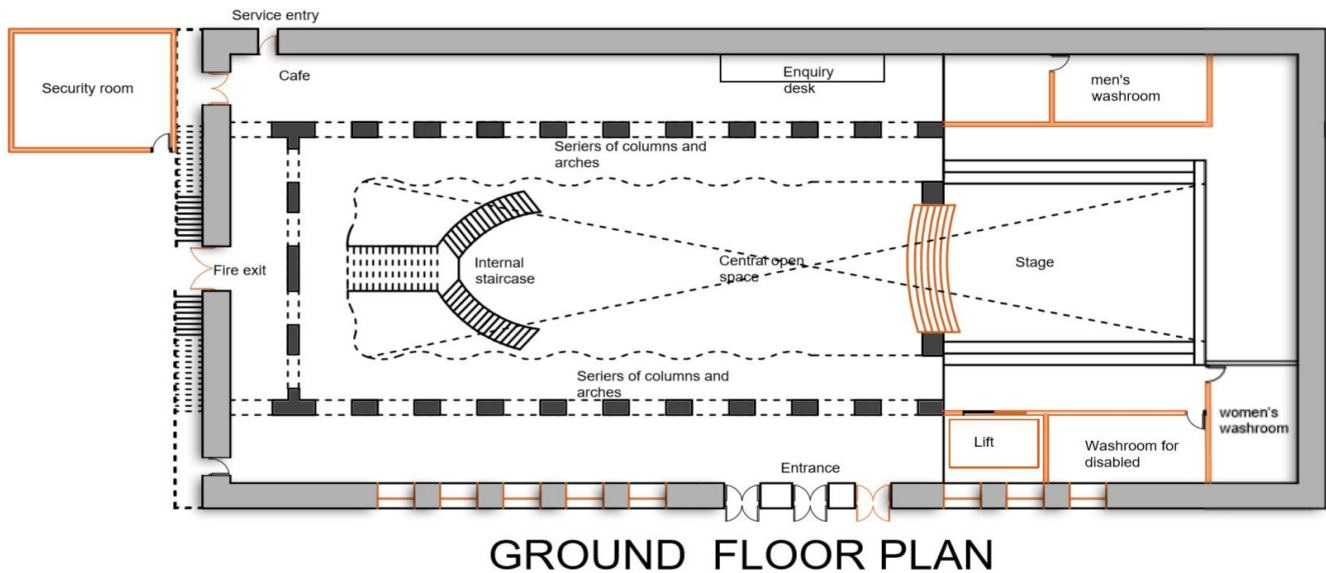 Service entry
Security room
Cafe
Enquiry
desk
men's
washroom
Seriers of columns and
arches
Fire exit
Internal
staircase
Central open
space
Stage
Seriers of columns and
arches
women's
washroom
Lift
Washroom for
disabled
Entrance
GROUND FLOOR PLAN